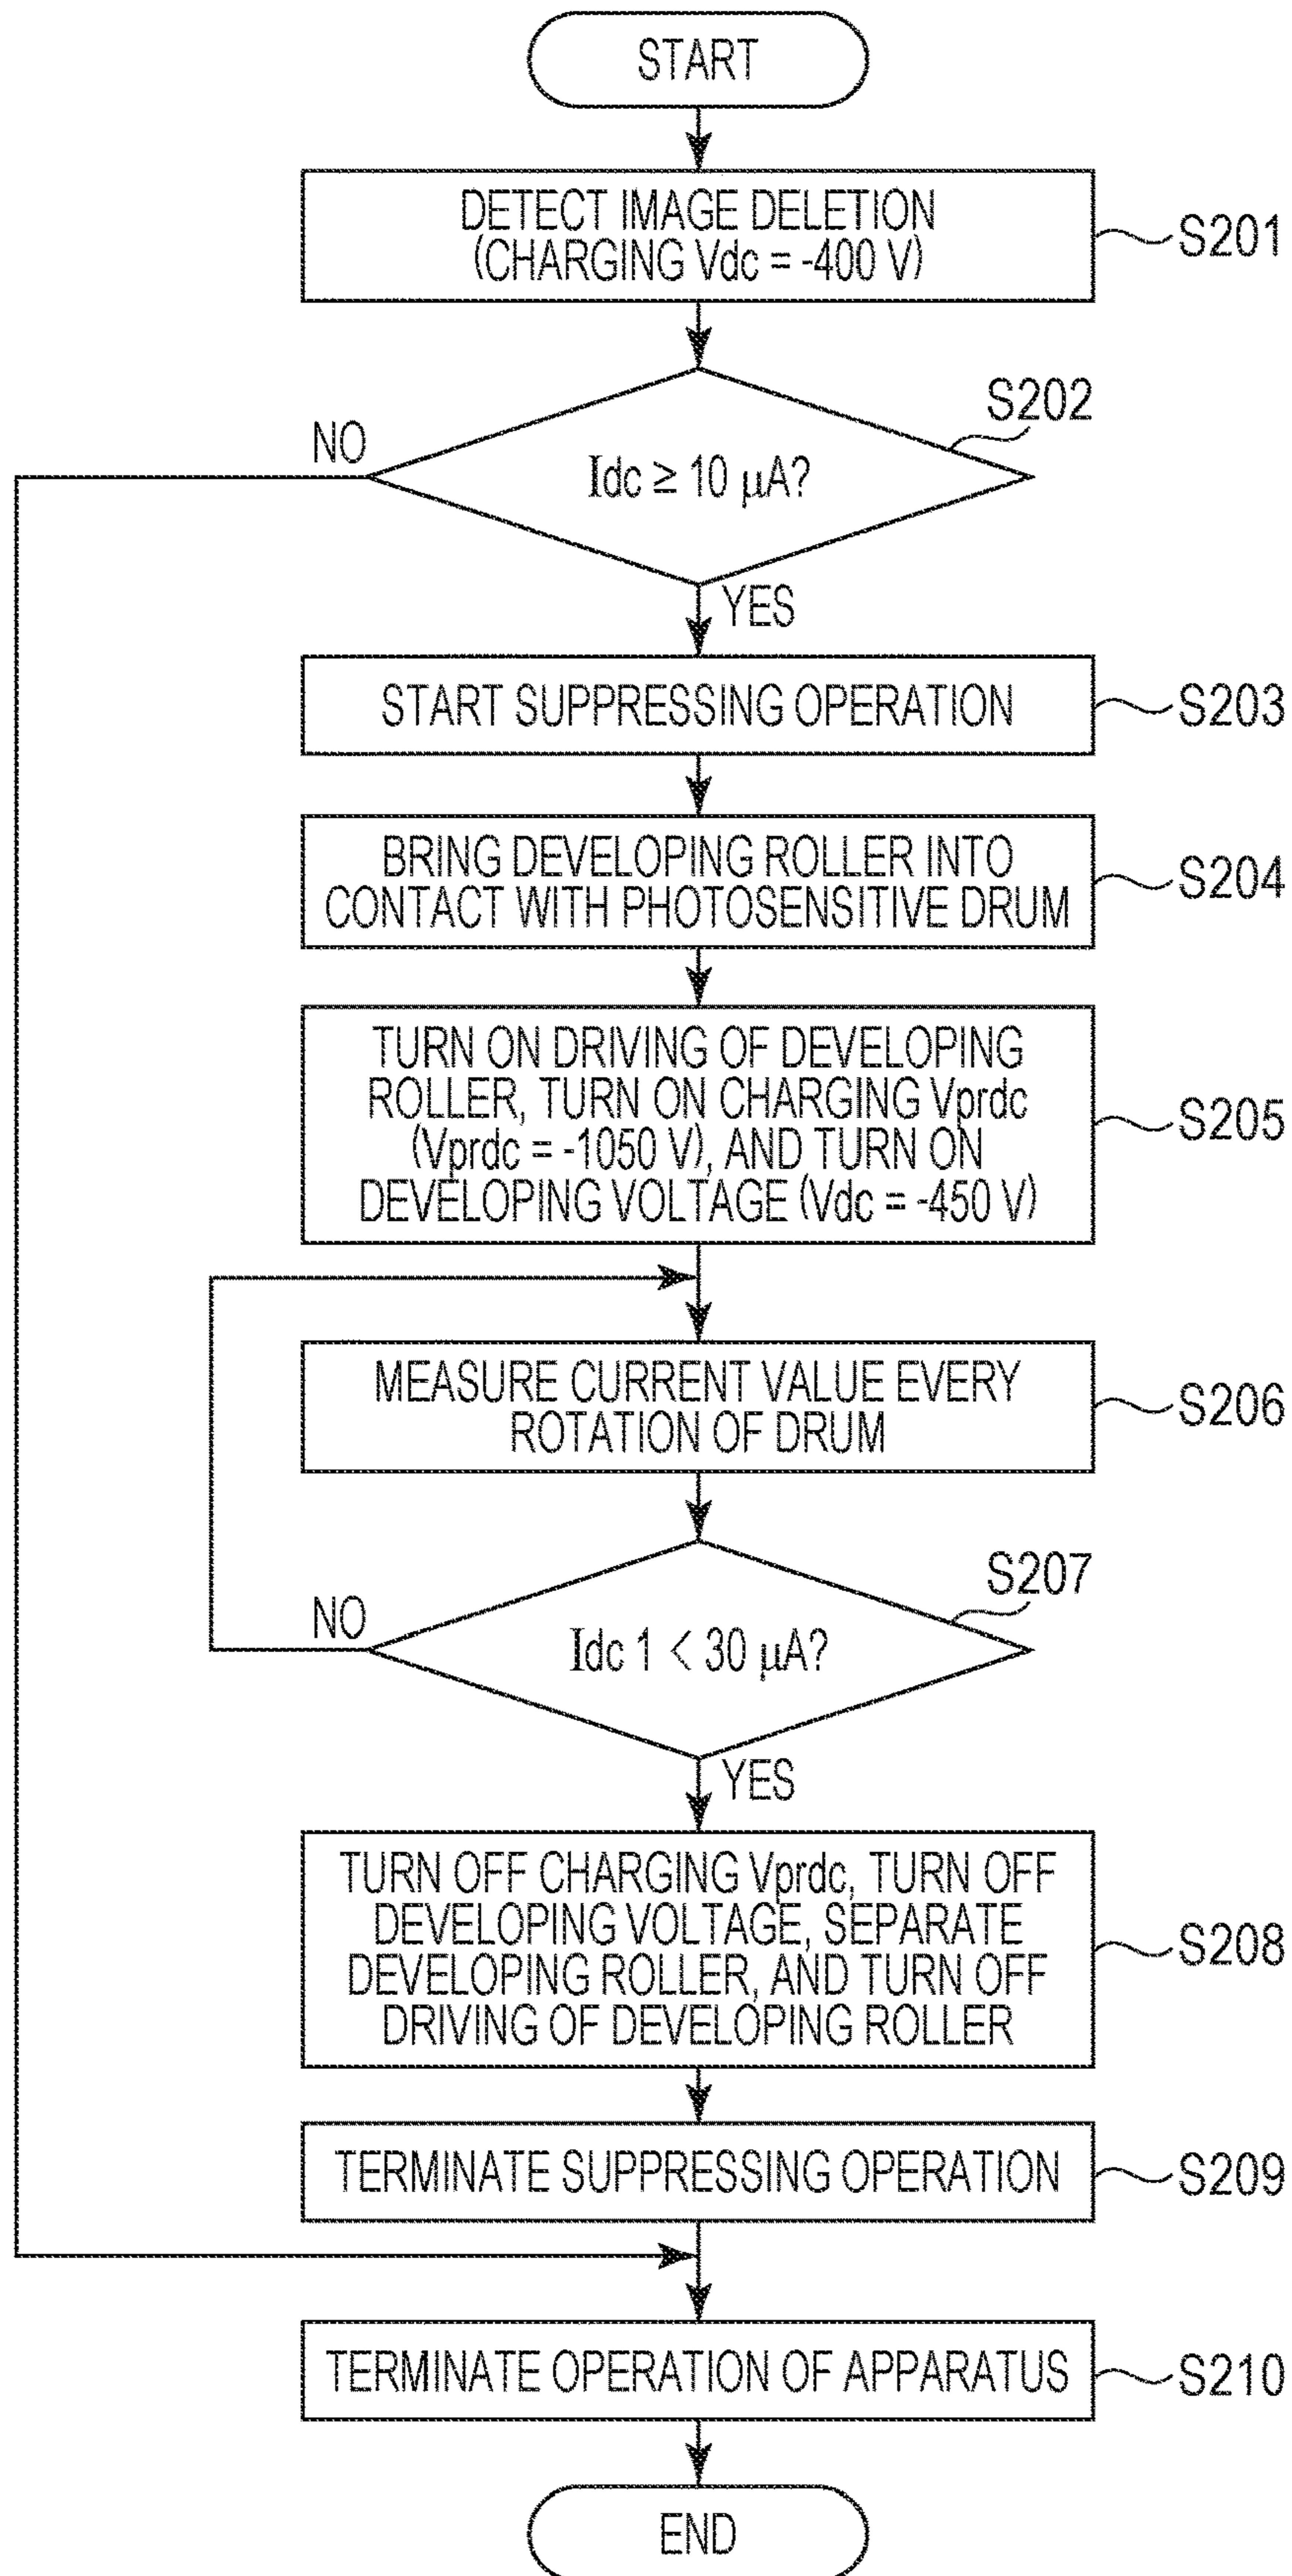 START
DETECT IMAGE DELETION
(CHARGING Vdc = -400 V)
S201
S202
NO
Idc ≥ 10 μA?
YES
START SUPPRESSING OPERATION
S203
BRING DEVELOPING ROLLER INTO
CONTACT WITH PHOTOSENSITIVE DRUM
S204
TURN ON DRIVING OF DEVELOPING
ROLLER, TURN ON CHARGING Vprdc
(Vprdc = -1050 V), AND TURN ON
DEVELOPING VOLTAGE (Vdc = -450 V)
S205
MEASURE CURRENT VALUE EVERY
ROTATION OF DRUM
S206
S207
NO
Idc 1 < 30 μA?
YES
TURN OFF CHARGING Vprdc, TURN OFF
DEVELOPING VOLTAGE, SEPARATE
DEVELOPING ROLLER, AND TURN OFF
DRIVING OF DEVELOPING ROLLER
S208
TERMINATE SUPPRESSING OPERATION
S209
TERMINATE OPERATION OF APPARATUS
S210
END